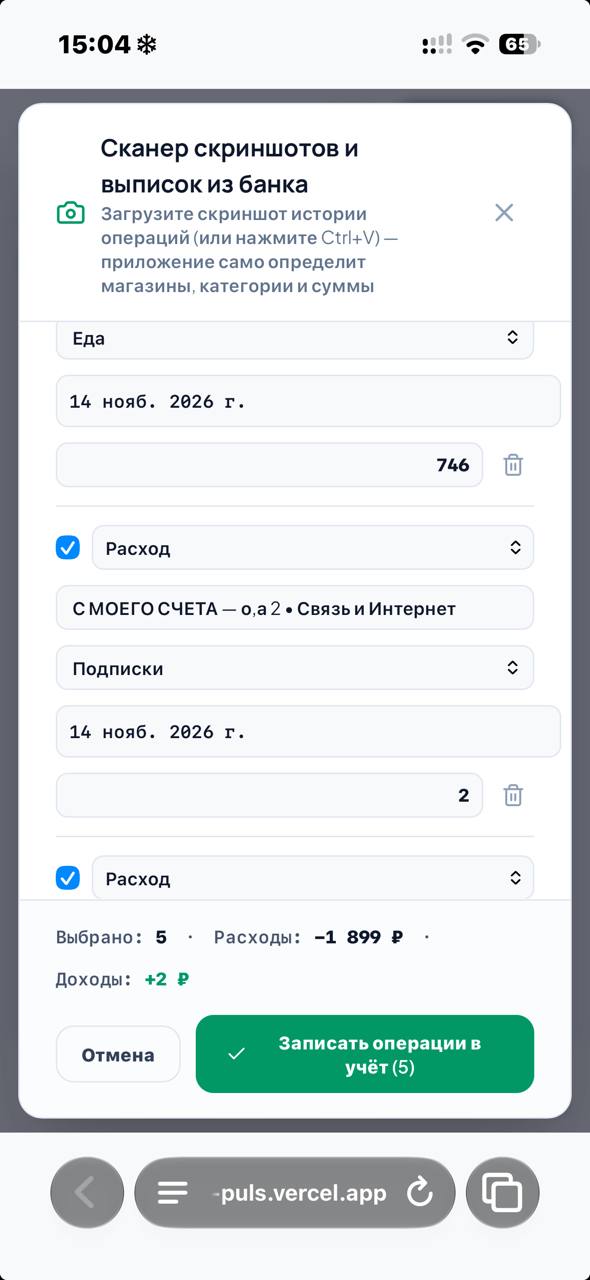 15:04
65
Сканер скриншотов и
выписок из банка
Загрузите скриншот истории
операций (или нажмите Ctrl+V) —
приложение само определит
магазины, категории и суммы
Еда
14 нояб. 2026 г.
746
Расход
С МОЕГО СЧЕТА — о,а 2 • Связь и Интернет
Подписки
14 нояб. 2026 г.
2
Расход
Выбрано: 5 · Расходы: −1 899 ₽ ·
Доходы: +2 ₽
Отмена
Записать операции в
учёт (5)
-puls.vercel.app